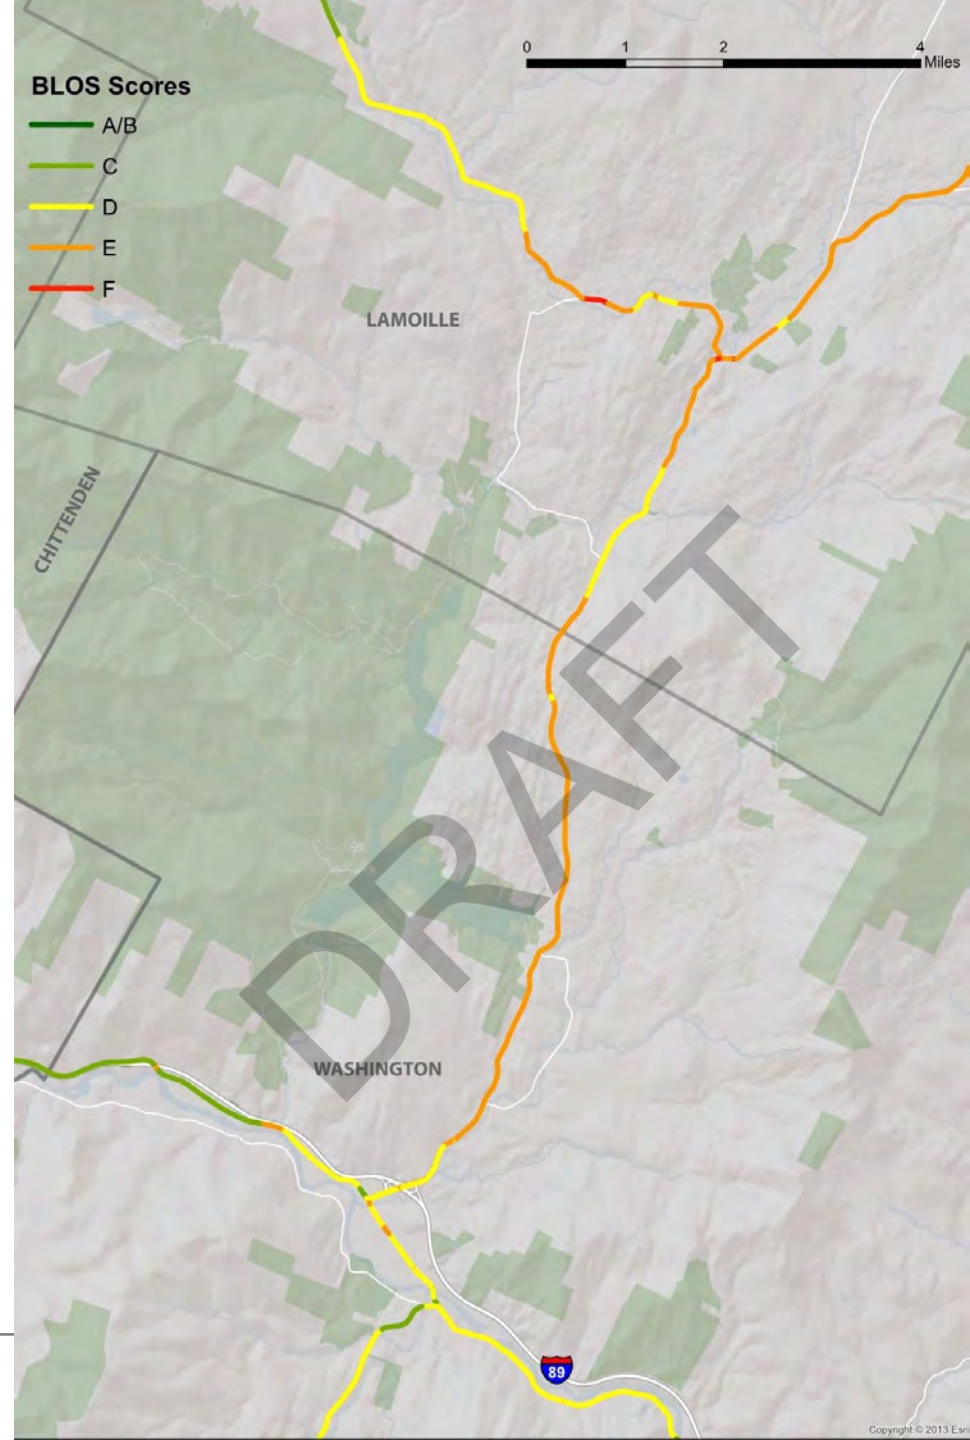 0 1 2 4
Miles
BLOS Scores
A/B
C
D
E
F
LAMOILLE
CHITTENDEN
DRAFT
WASHINGTON
89
Copyright © 2013 Esri